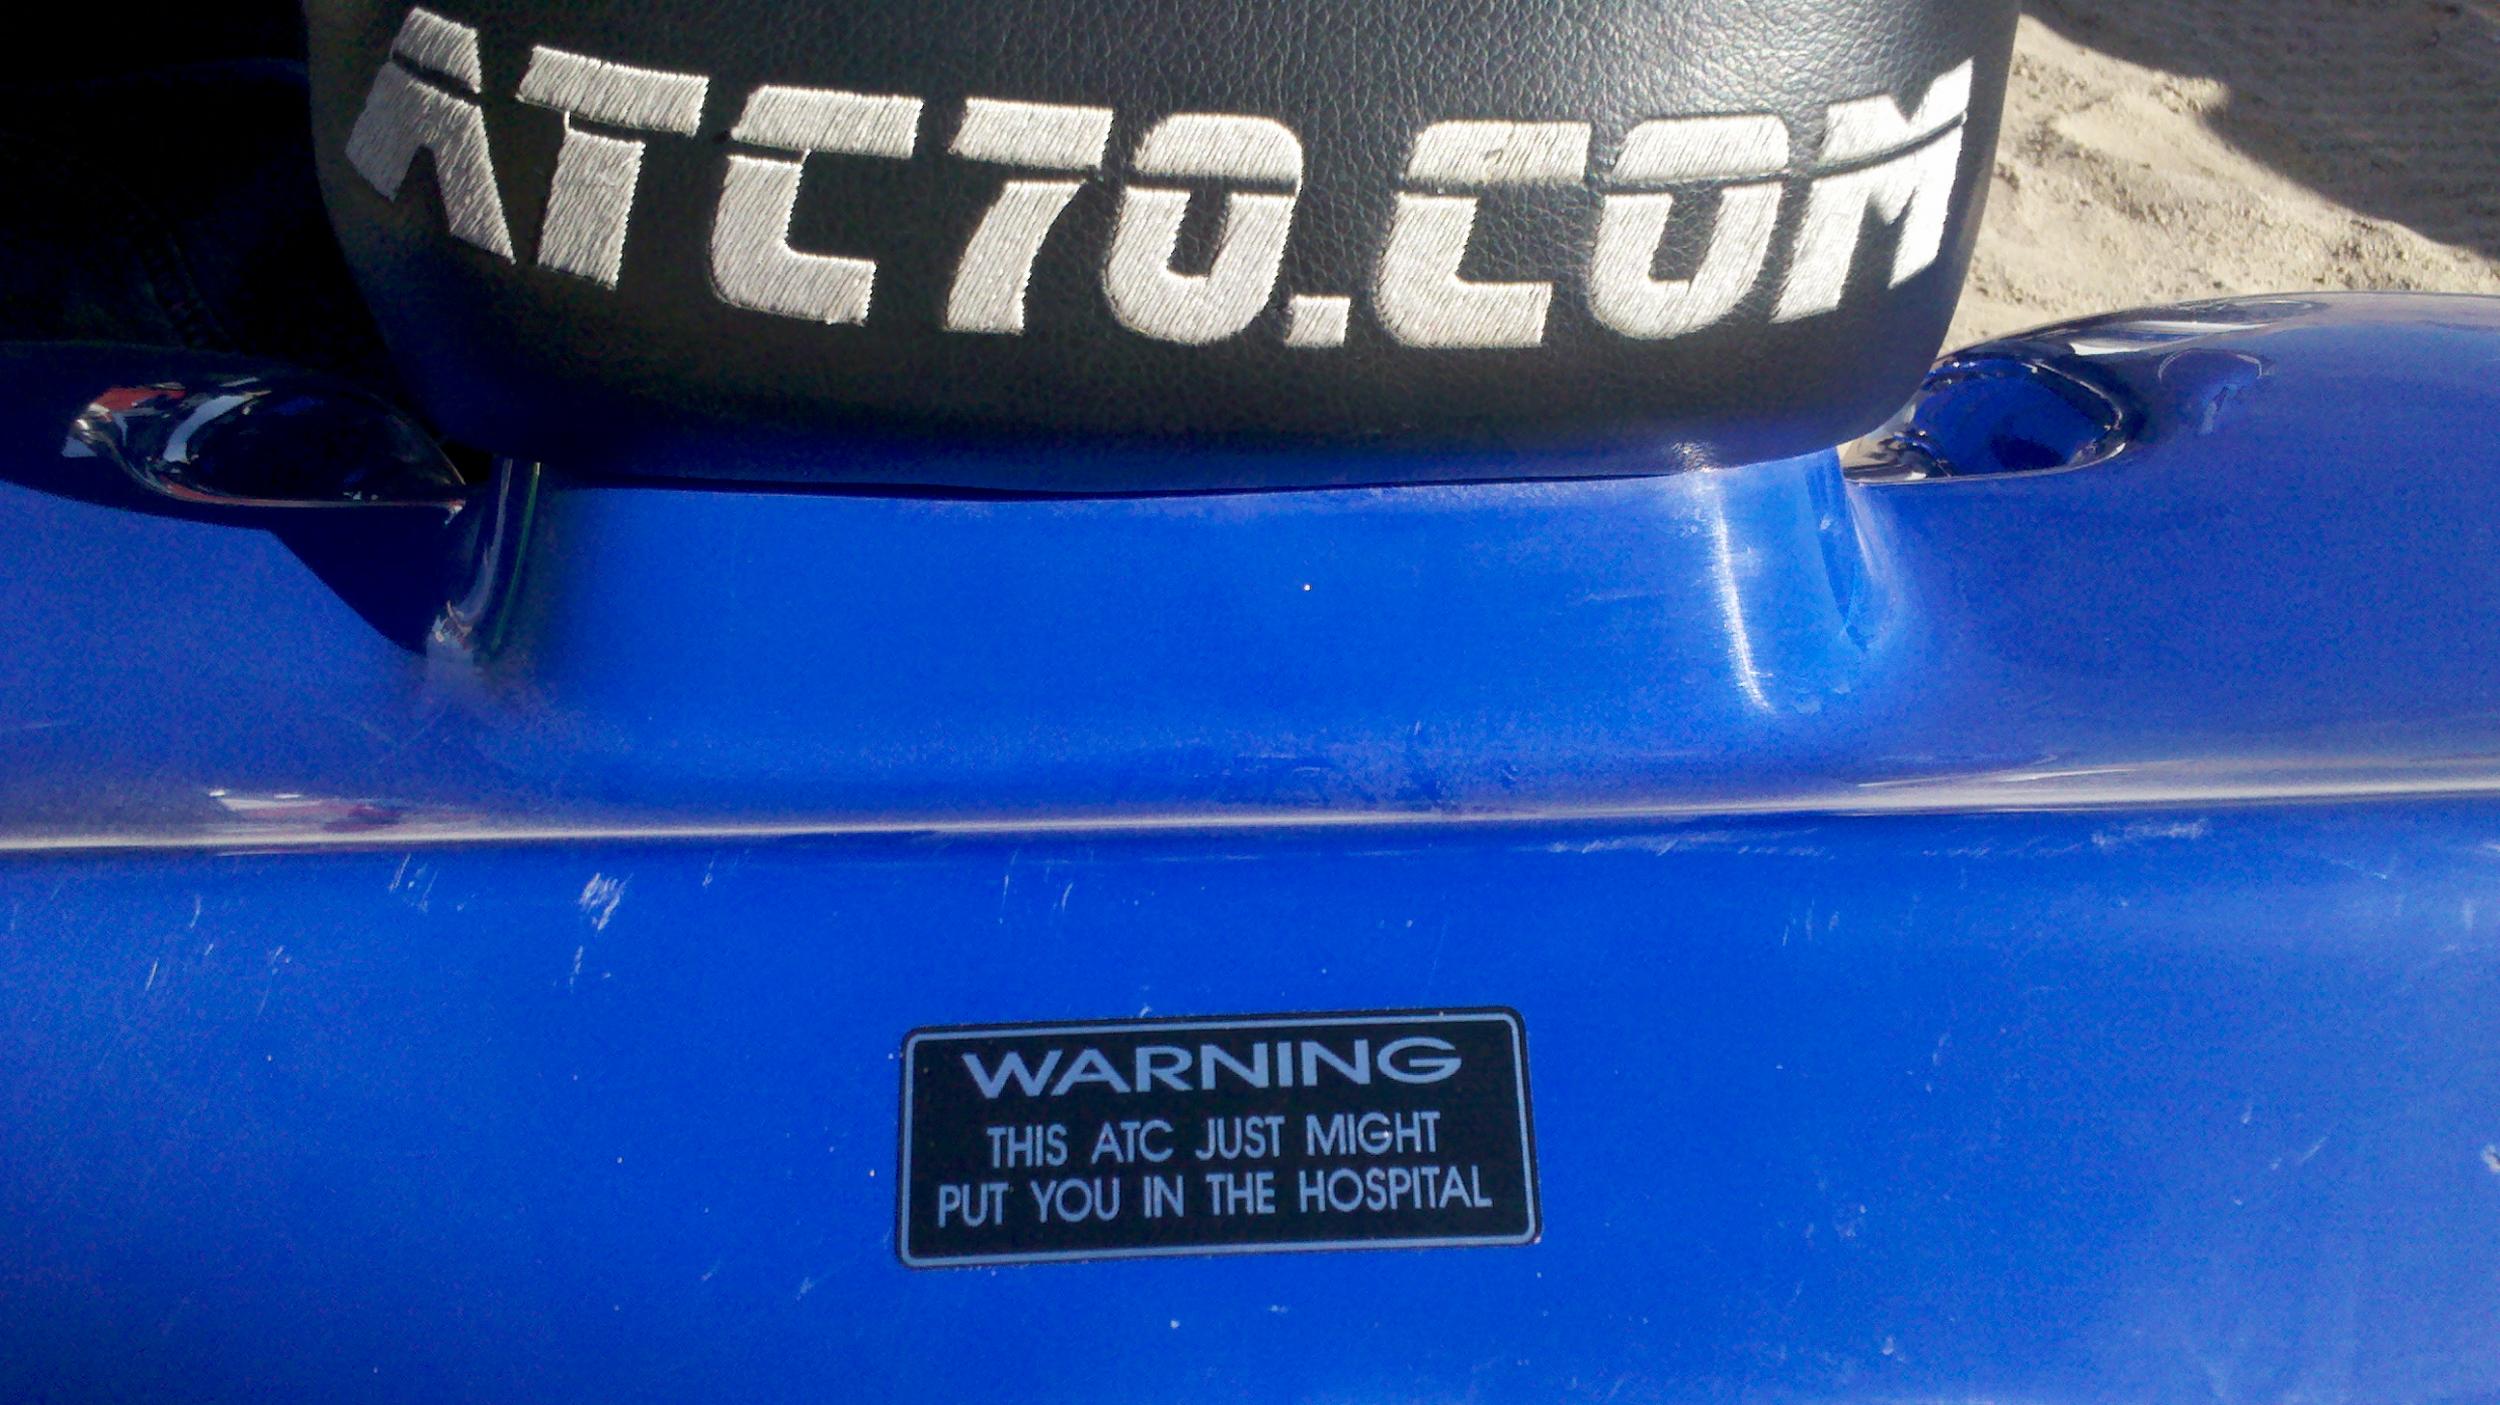 ATC70.COM
WARNING
THIS ATC JUST MIGHT
PUT YOU IN THE HOSPITAL